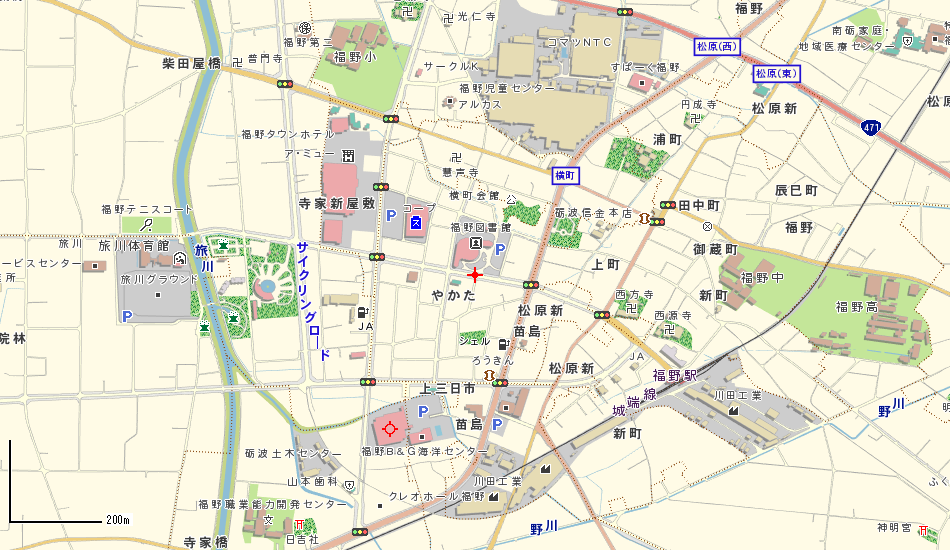 光仁寺
福野
福野第二
コマツNTC
南砺家庭・
地域医療センター
松原(西)
柴田屋橋
普門寺
福野小
サークルK
すぱーく福野
松原(東)
福野児童センター
アルカス
円成寺
松原新
471
福野タウンホテル
ア・ミュー
浦町
慧言寺
横町
横町会館
寺家新屋敷
P
コープ
砺波信金本店
田中町
辰巳町
福野テニスコート
福野図書館
福野
旅川
旅川体育館
旅川
P
御蔵町
上町
ービスセンター
旅川グラウンド
サイクリングロード
福野中
やかた
新町
西方寺
福野高
P
松原新
西源寺
JA
苗島
院林
シェル
ろうきん
JA
松原新
福野駅
上三日市
城端線
川田工業
P
苗島
P
野川
新町
砺波土木センター
福野B&G海洋センター
山本歯科
川田工業
クレオホール福野
福野職業能力開発センター
200m
野川
日吉社
寺家橋
神明宮